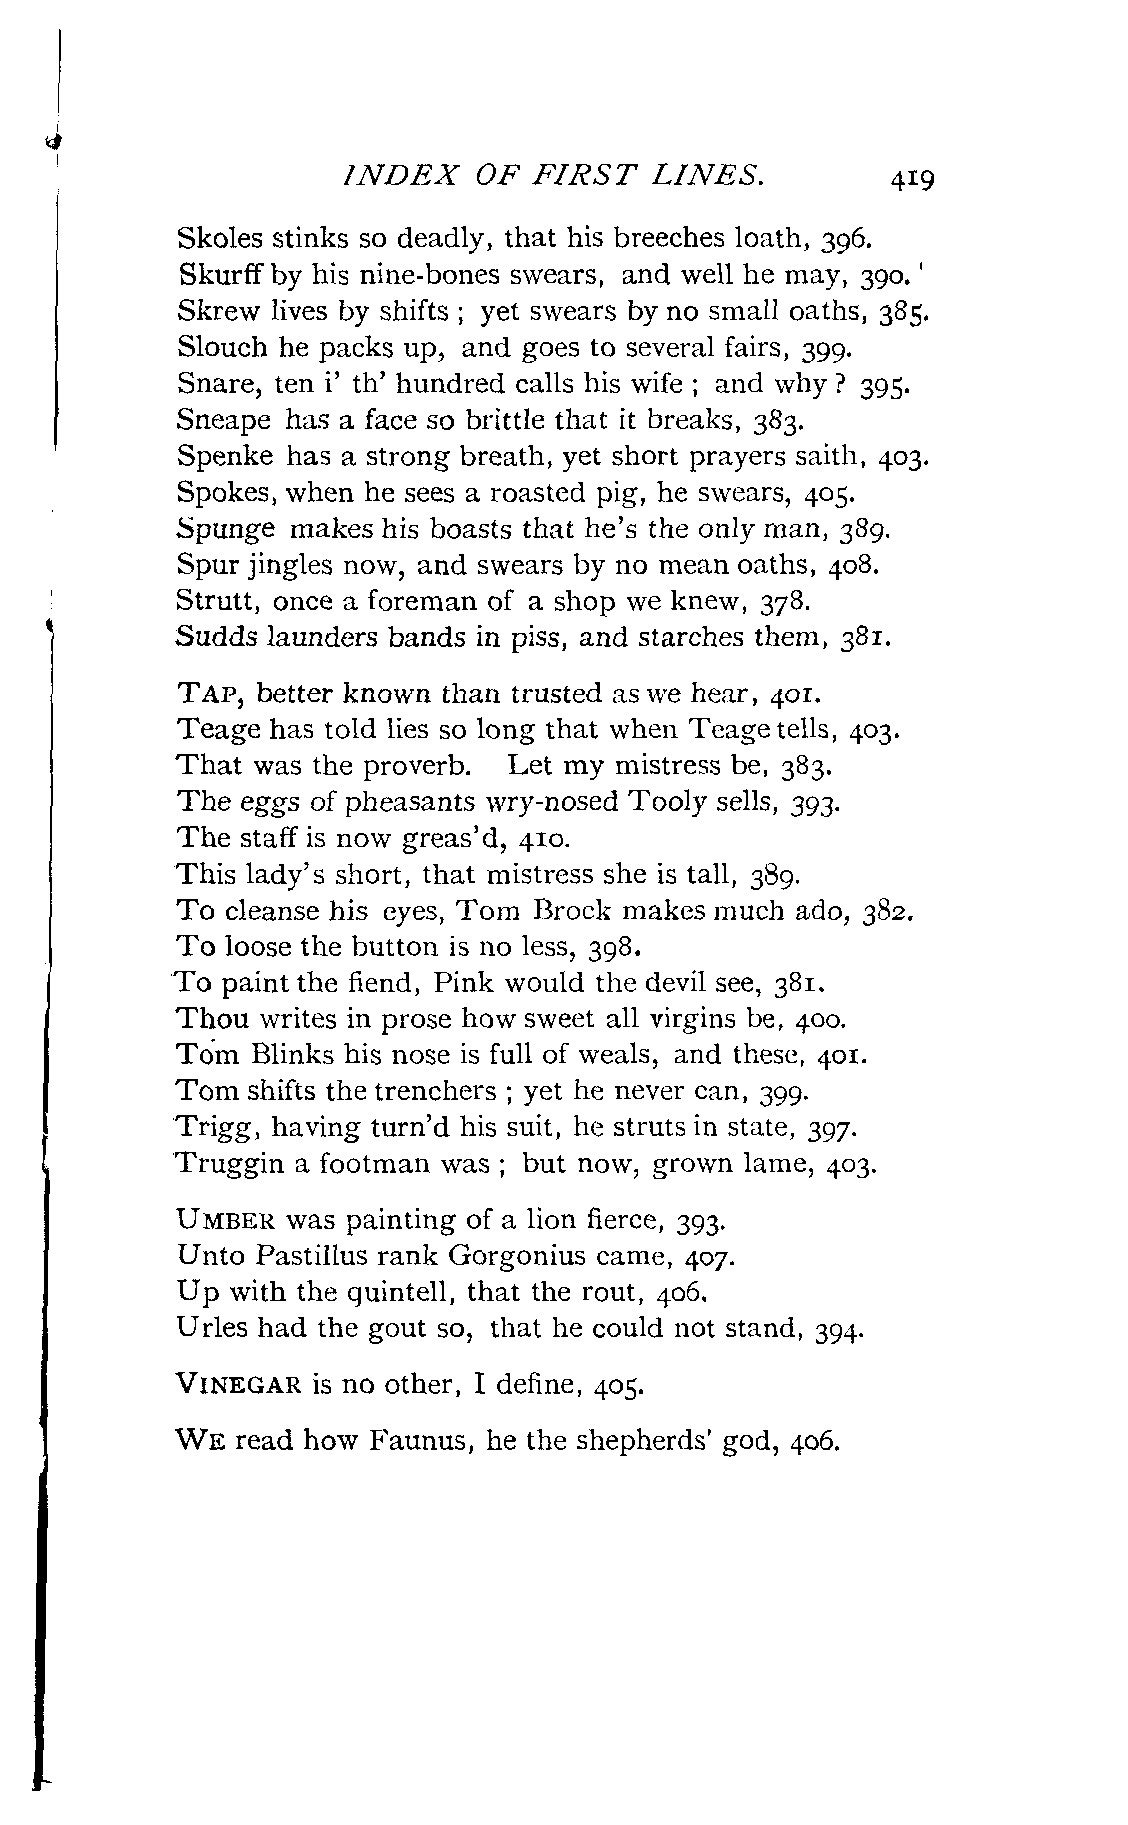 INDEX OF FIRST LINES. 419
Skoles stinks so deadly, that his breeches loath, 396.
Skurff by his nine-bones swears, and well he may, 390.
Skrew lives by shifts ; yet swears by no small oaths, 385.
Slouch he packs up, and goes to several fairs, 399.
Snare, ten i' th' hundred calls his wife ; and why ? 395.
Sneape has a face so brittle that it breaks, 383.
Spenke has a strong breath, yet short prayers saith, 403.
Spokes, when he sees a roasted pig, he swears, 405.
Spunge makes his boasts that he's the only man, 389.
Spur jingles now, and swears by no mean oaths, 408.
Strutt, once a foreman of a shop we knew, 378.
Sudds launders bands in piss, and starches them, 381.
TAP, better known than trusted as we hear, 401.
Teage has told lies so long that when Teage tells, 403.
That was the proverb. Let my mistress be, 383.
The eggs of pheasants wry-nosed Tooly sells, 393.
The staff is now greas'd, 410.
This lady's short, that mistress she is tall, 389.
To cleanse his eyes, Tom Brock makes much ado, 382.
To loose the button is no less, 398.
To paint the fiend, Pink would the devil see, 381.
Thou writes in prose how sweet all virgins be, 400.
Tom Blinks his nose is full of weals, and these, 401.
Tom shifts the trenchers ; yet he never can, 399.
Trigg, having turn'd his suit, he struts in state, 397.
Truggin a footman was ; but now, grown lame, 403.
UMBER was painting of a lion fierce, 393.
Unto Pastillus rank Gorgonius came, 407.
Up with the quintell, that the rout, 406.
Urles had the gout so, that he could not stand, 394.
VINEGAR is no other, I define, 405.
WE read how Faunus, he the shepherds' god, 406.